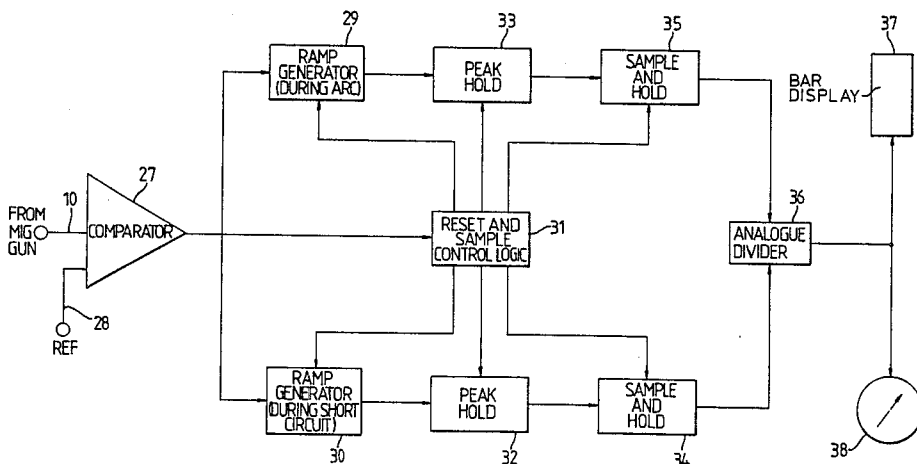 29
33
35
37
RAMP
GENERATOR
(DURING ARC)
PEAK
HOLD
SAMPLE
AND
HOLD
BAR
DISPLAY
27
10
FROM
MIG
GUN
COMPARATOR
RESET AND
SAMPLE
CONTROL LOGIC
31
36
ANALOGUE
DIVIDER
28
REF
RAMP
GENERATOR
(DURING SHORT
CIRCUIT)
PEAK
HOLD
SAMPLE
AND
HOLD
30
32
34
38